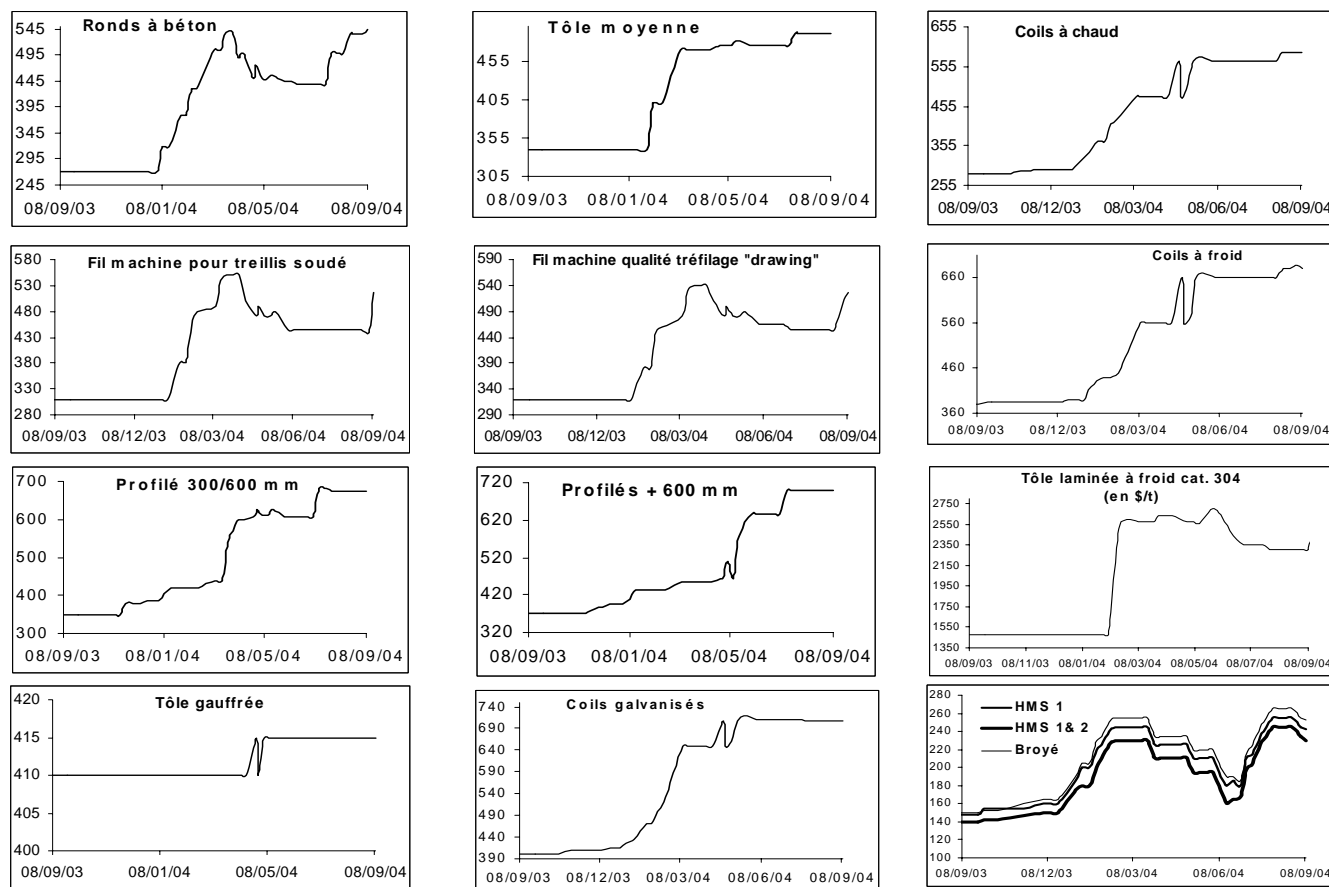 Ronds à béton
545
495
445
395
345
295
245
08/09/03 08/01/04 08/05/04 08/09/04
Tôle moyenne
455
405
355
305
08/09/03 08/01/04 08/05/04 08/09/04
Coils à chaud
655
555
455
355
255
08/09/03 08/12/03 08/03/04 08/06/04 08/09/04
Fil machine pour treillis soudé
580
530
480
430
380
330
280
08/09/03 08/12/03 08/03/04 08/06/04 08/09/04
Fil machine qualité tréfilage "drawing"
590
540
490
440
390
340
290
08/09/03 08/12/03 08/03/04 08/06/04 08/09/04
Coils à froid
660
560
460
360
08/09/03 08/12/03 08/03/04 08/06/04 08/09/04
Profilé 300/600 mm
700
600
500
400
300
08/09/03 08/01/04 08/05/04 08/09/04
Profilés + 600 mm
720
620
520
420
320
08/09/03 08/01/04 08/05/04 08/09/04
Tôle laminée à froid cat. 304
(en $/t)
2750
2550
2350
2150
1950
1750
1550
1350
08/09/03 08/11/03 08/01/04 08/03/04 08/05/04 08/07/04 08/09/04
Tôle gauffrée
420
415
410
405
400
08/09/03 08/01/04 08/05/04 08/09/04
Coils galvanisés
740
690
640
590
540
490
440
390
08/09/03 08/12/03 08/03/04 08/06/04 08/09/04
HMS 1
HMS 1& 2
Broyé
280
260
240
220
200
180
160
140
120
100
08/09/03 08/12/03 08/03/04 08/06/04 08/09/04